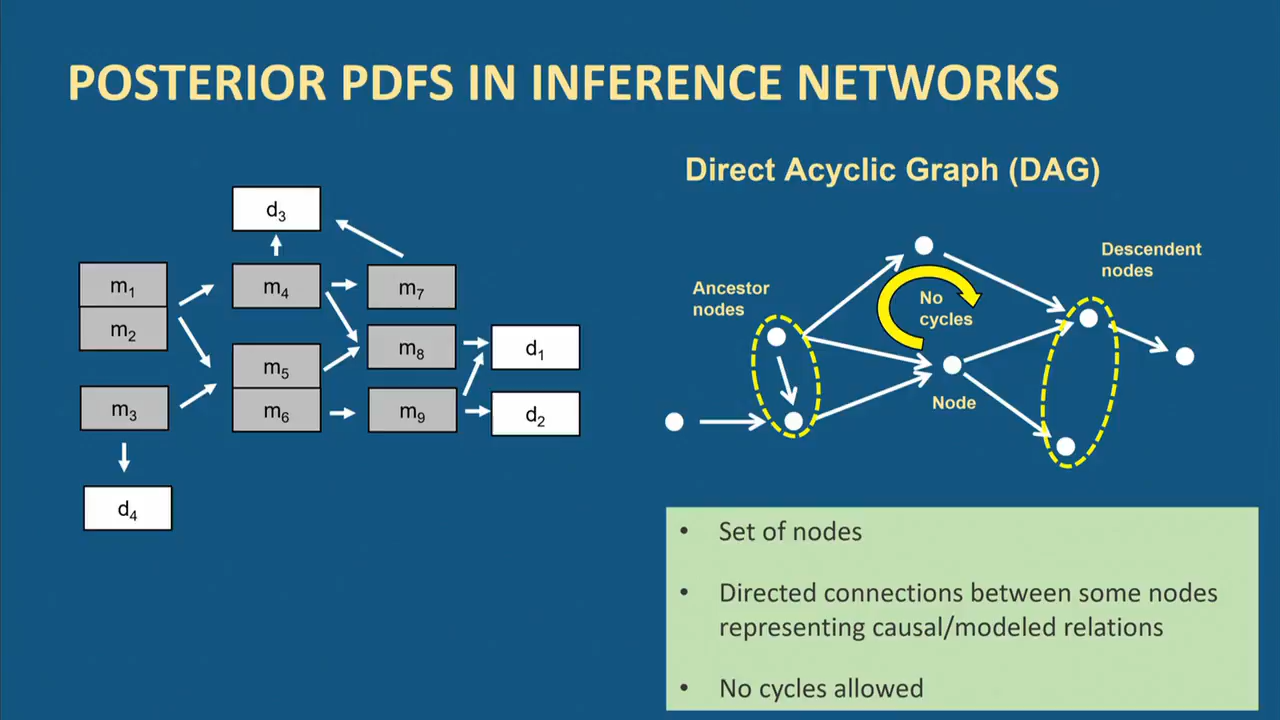 POSTERIOR PDFS IN INFERENCE NETWORKS
d3
m1
m2
m3
m4
m5
m6
m7
m8
m9
d1
d2
d4
Direct Acyclic Graph (DAG)
Ancestor
nodes
No
cycles
Node
Descendent
nodes
• Set of nodes
• Directed connections between some nodes
representing causal/modeled relations
• No cycles allowed